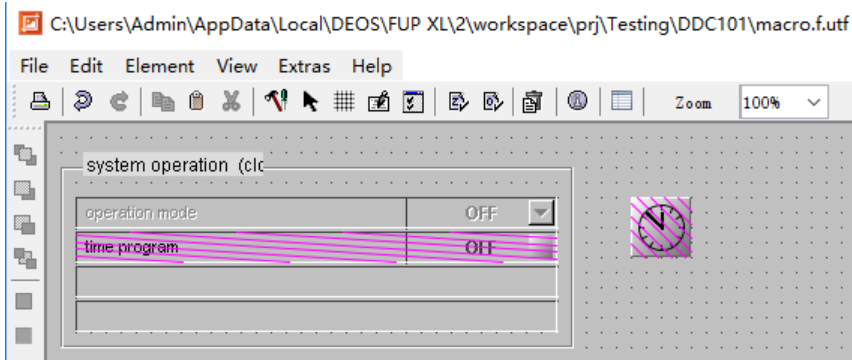 C:\Users\Admin\AppData\Local\DEOS\FUP XL\2\workspace\prj\Testing\DDC101\macro.f.utf
File Edit Element View Extras Help
Zoom 100%
system operation (clo
operation mode OFF
time program OFF